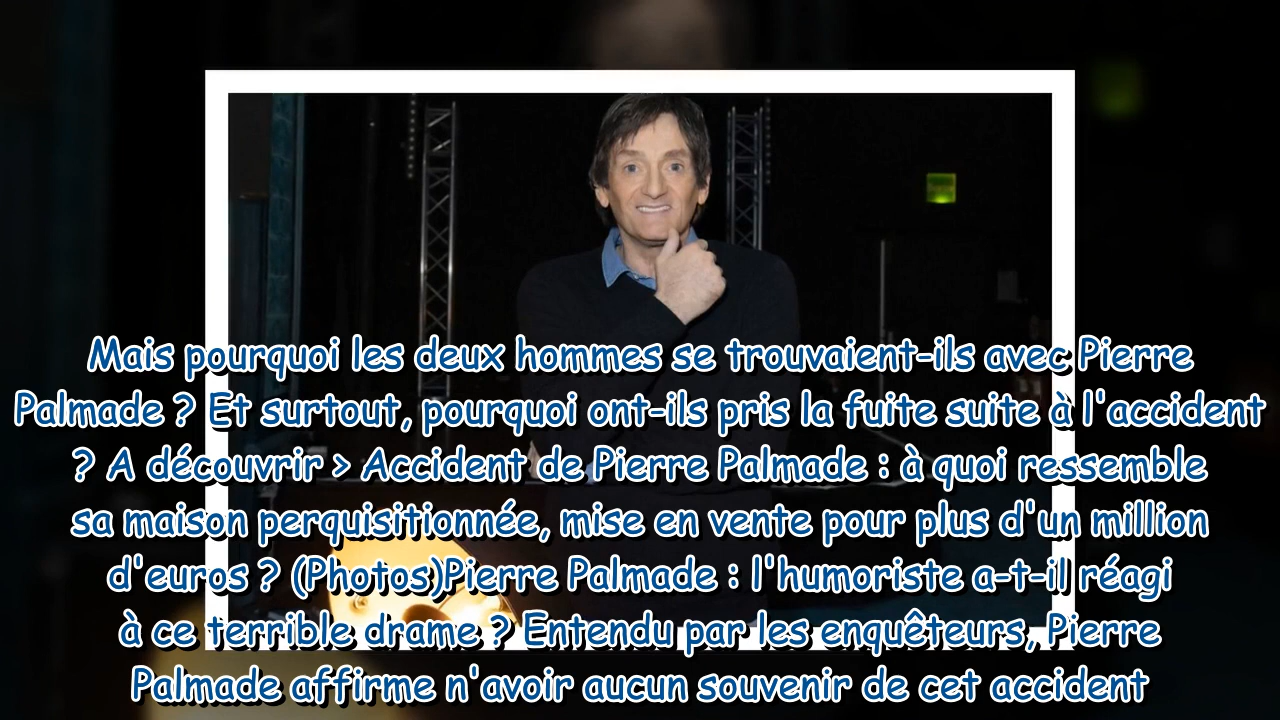 Mais pourquoi les deux hommes se trouvaient-ils avec Pierre
Palmade ? Et surtout, pourquoi ont-ils pris la fuite suite à l'accident
? A découvrir > Accident de Pierre Palmade : à quoi ressemble
sa maison perquisitionnée, mise en vente pour plus d'un million
d'euros ? (Photos)Pierre Palmade : l'humoriste a-t-il réagi
à ce terrible drame ? Entendu par les enquêteurs, Pierre
Palmade affirme n'avoir aucun souvenir de cet accident